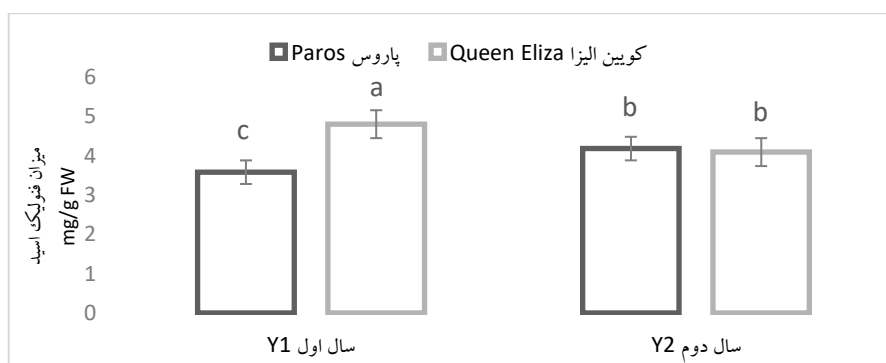 Paros پاروس Queen Eliza کویین الیزا
6
5
4
3
2
1
0
میزان فنولیک اسید
mg/g FW
c
a
b
b
Y1 سال اول
Y2 سال دوم